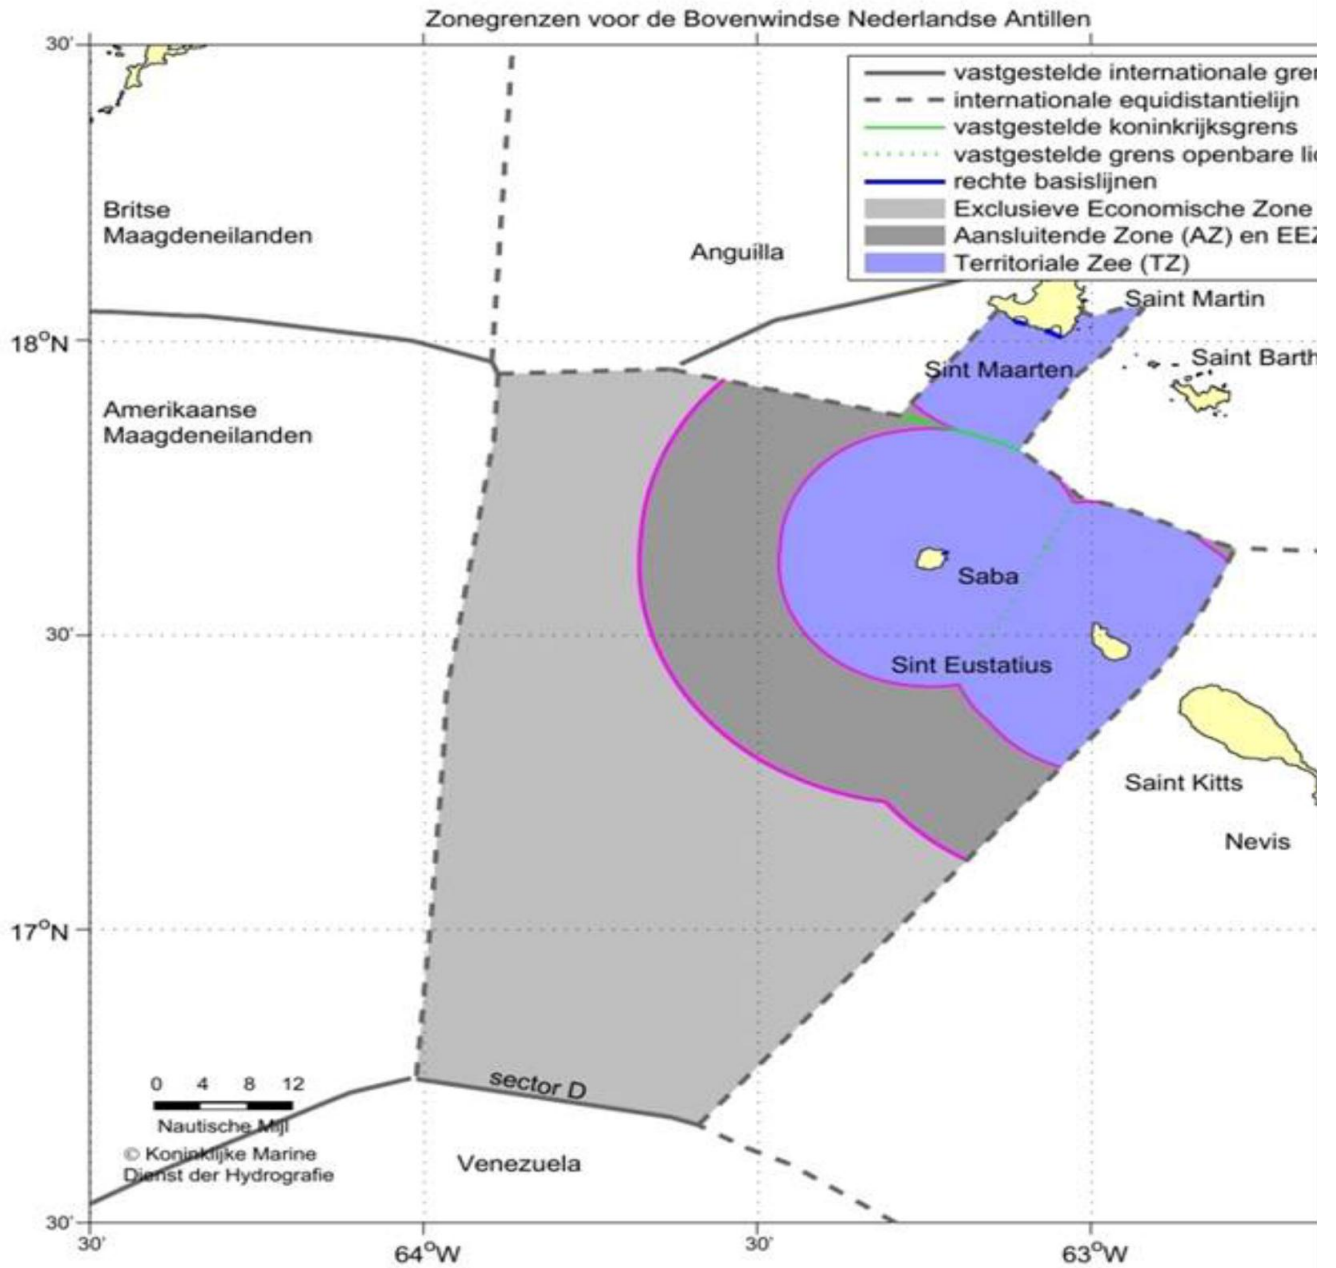 Zonegrenzen voor de Bovenwindse Nederlandse Antillen
30'
vastgestelde internationale gren
internationale equidistantielijn
vastgestelde koninkrijksgrens
vastgestelde grens openbare lic
rechte basislijnen
Exclusieve Economische Zone
Aansluitende Zone (AZ) en EEZ
Territoriale Zee (TZ)
Britse
Maagdeneilanden
Anguilla
Saint Martin
18°N
Saint Barth
Sint Maarten
Amerikaanse
Maagdeneilanden
Saba
30'
Sint Eustatius
Saint Kitts
Nevis
17°N
sector D
0 4 8 12
Nautische Mijl
© Koninklijke Marine
Dienst der Hydrografie
Venezuela
30'
30' 64°W 30' 63°W